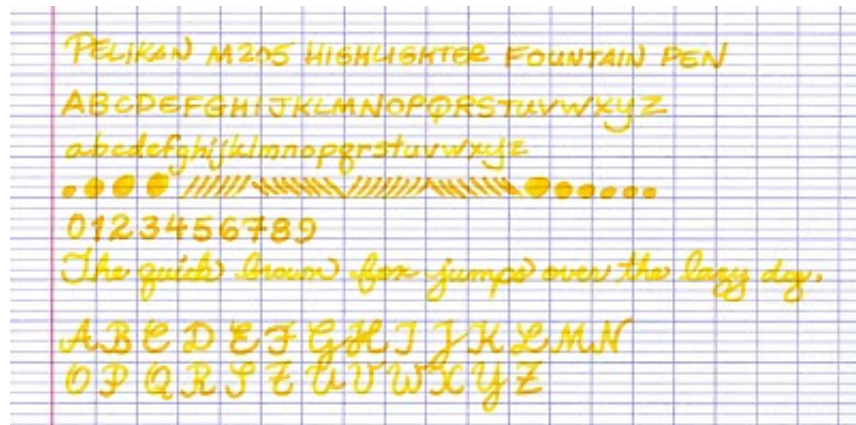 PELIKAN M205 HIGHLIGHTER FOUNTAIN PEN
ABCDEFGHIJKLMNOPQRSTUVWXYZ
abcdefghijklmnopqrstuvwxyz
0123456789
The quick brown fox jumps over the lazy dog.
ABCDEFGHIJKLMN
OPQRSTUVWXYZ